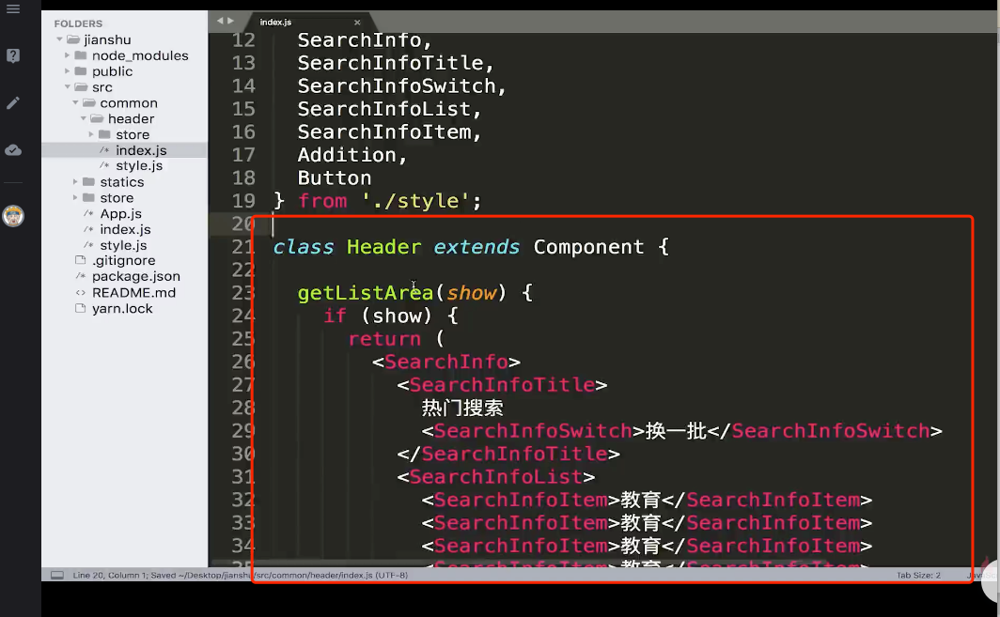 FOLDERS
jianshu
node_modules
public
src
common
header
store
/* index.js
/* style.js
statics
store
/* App.js
/* index.js
/* style.js
.gitignore
/* package.json
<> README.md
yarn.lock
index.js ×
12 SearchInfo,
13 SearchInfoTitle,
14 SearchInfoSwitch,
15 SearchInfoList,
16 SearchInfoItem,
17 Addition,
18 Button
19 } from './style';
20
21 class Header extends Component {
22
23 getListArea(show) {
24 if (show) {
25 return (
26 <SearchInfo>
27 <SearchInfoTitle>
28 热门搜索
29 <SearchInfoSwitch>换一批</SearchInfoSwitch>
30 </SearchInfoTitle>
31 <SearchInfoList>
32 <SearchInfoItem>教育</SearchInfoItem>
33 <SearchInfoItem>教育</SearchInfoItem>
34 <SearchInfoItem>教育</SearchInfoItem>
35 <SearchInfoItem>教育</SearchInfoItem>
Line 20, Column 1; Saved ~/Desktop/jianshu/src/common/header/index.js (UTF-8)
Tab Size: 2